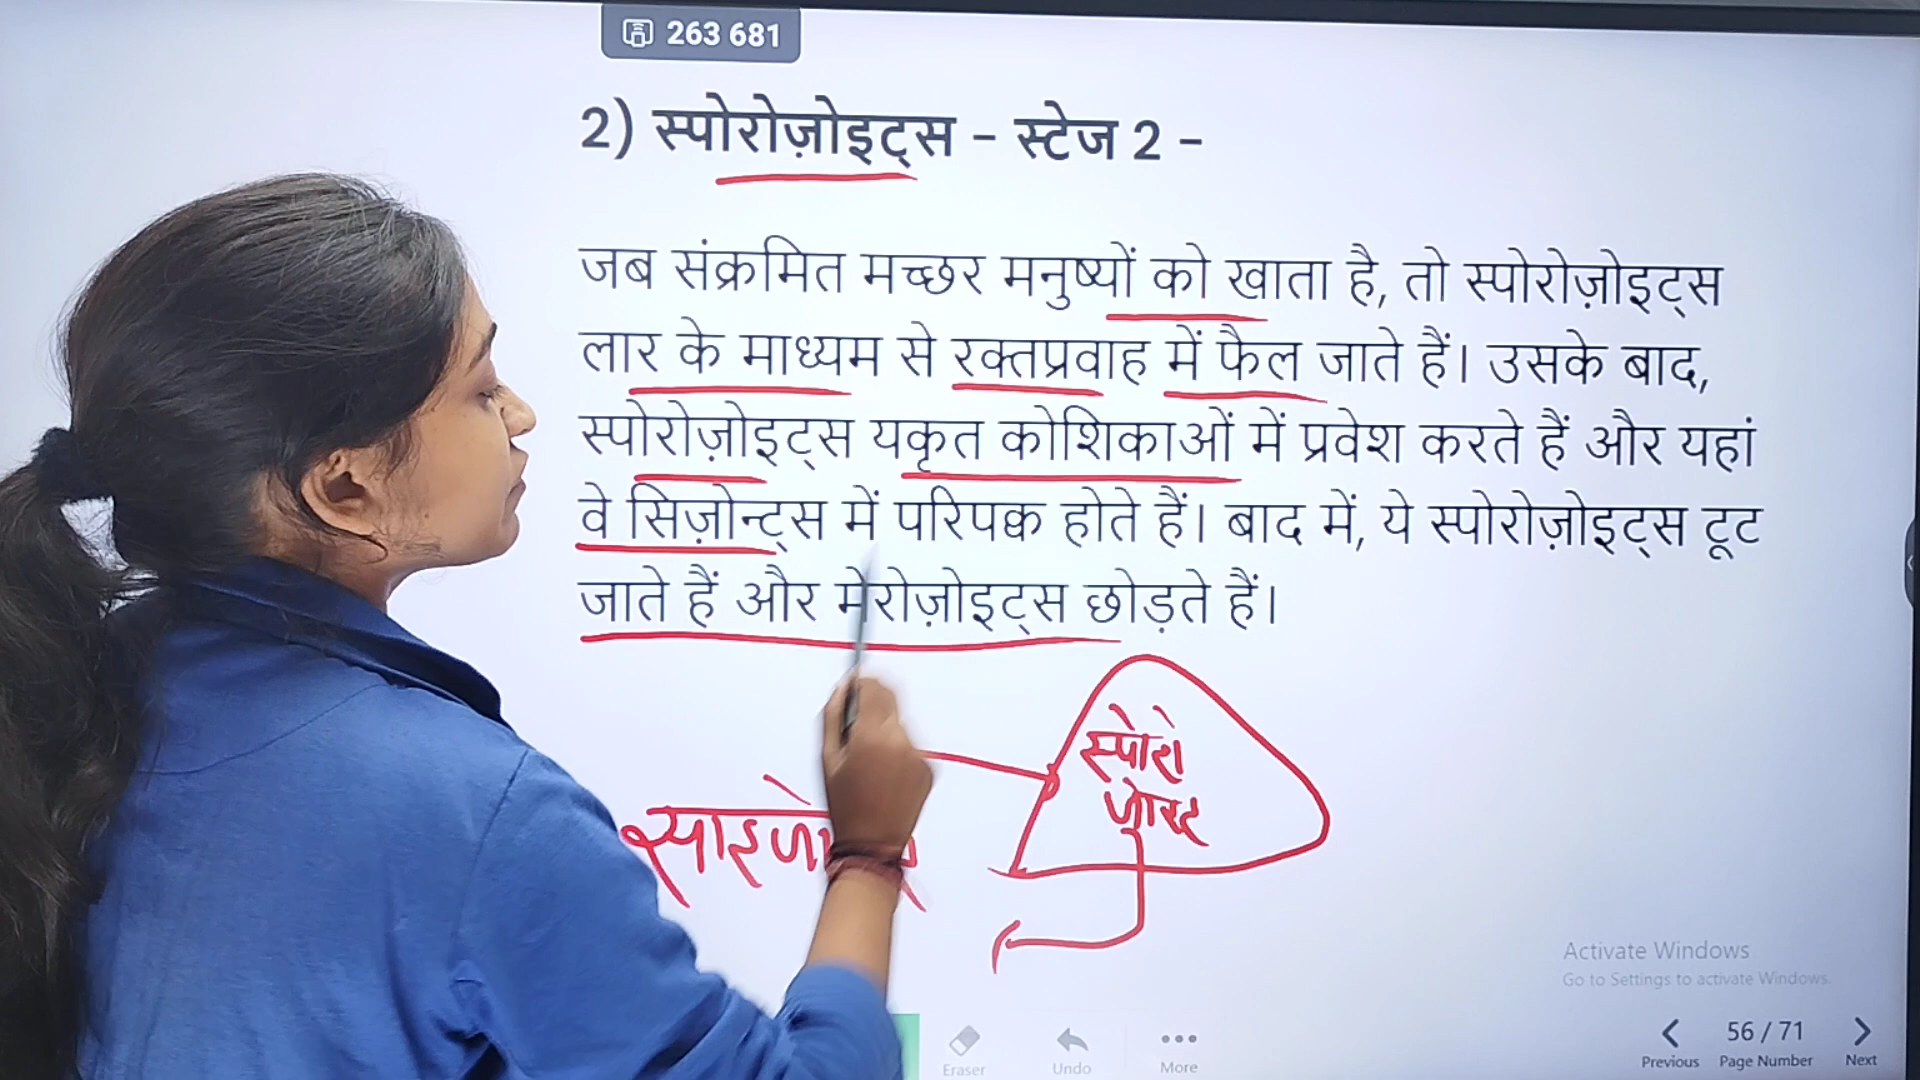 263 681
2) स्पोरोज़ोइट्स – स्टेज 2 –
जब संक्रमित मच्छर मनुष्यों को खाता है, तो स्पोरोज़ोइट्स
लार के माध्यम से रक्तप्रवाह में फैल जाते हैं। उसके बाद,
स्पोरोज़ोइट्स यकृत कोशिकाओं में प्रवेश करते हैं और यहां
वे सिज़ोन्ट्स में परिपक्व होते हैं। बाद में, ये स्पोरोज़ोइट्स टूट
जाते हैं और मेरोज़ोइट्स छोड़ते हैं।
स्पोरो
Activate Windows
Go to Settings to activate Windows.
Eraser
Undo
More
Previous
56 / 71
Page Number
Next